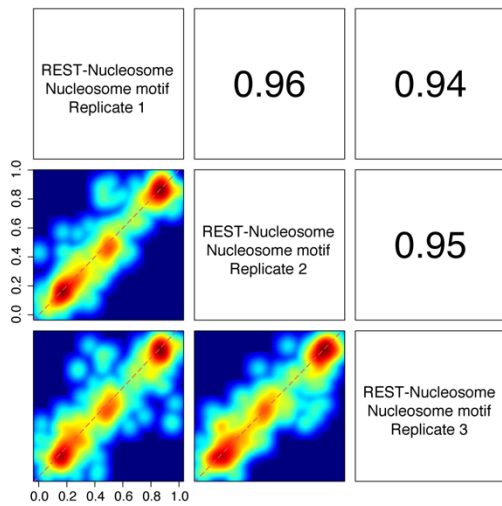 REST-Nucleosome
Nucleosome motif
Replicate 1
0.96
0.94
0.0 0.2 0.4 0.6 0.8 1.0
REST-Nucleosome
Nucleosome motif
Replicate 2
0.95
REST-Nucleosome
Nucleosome motif
Replicate 3
0.0 0.2 0.4 0.6 0.8 1.0